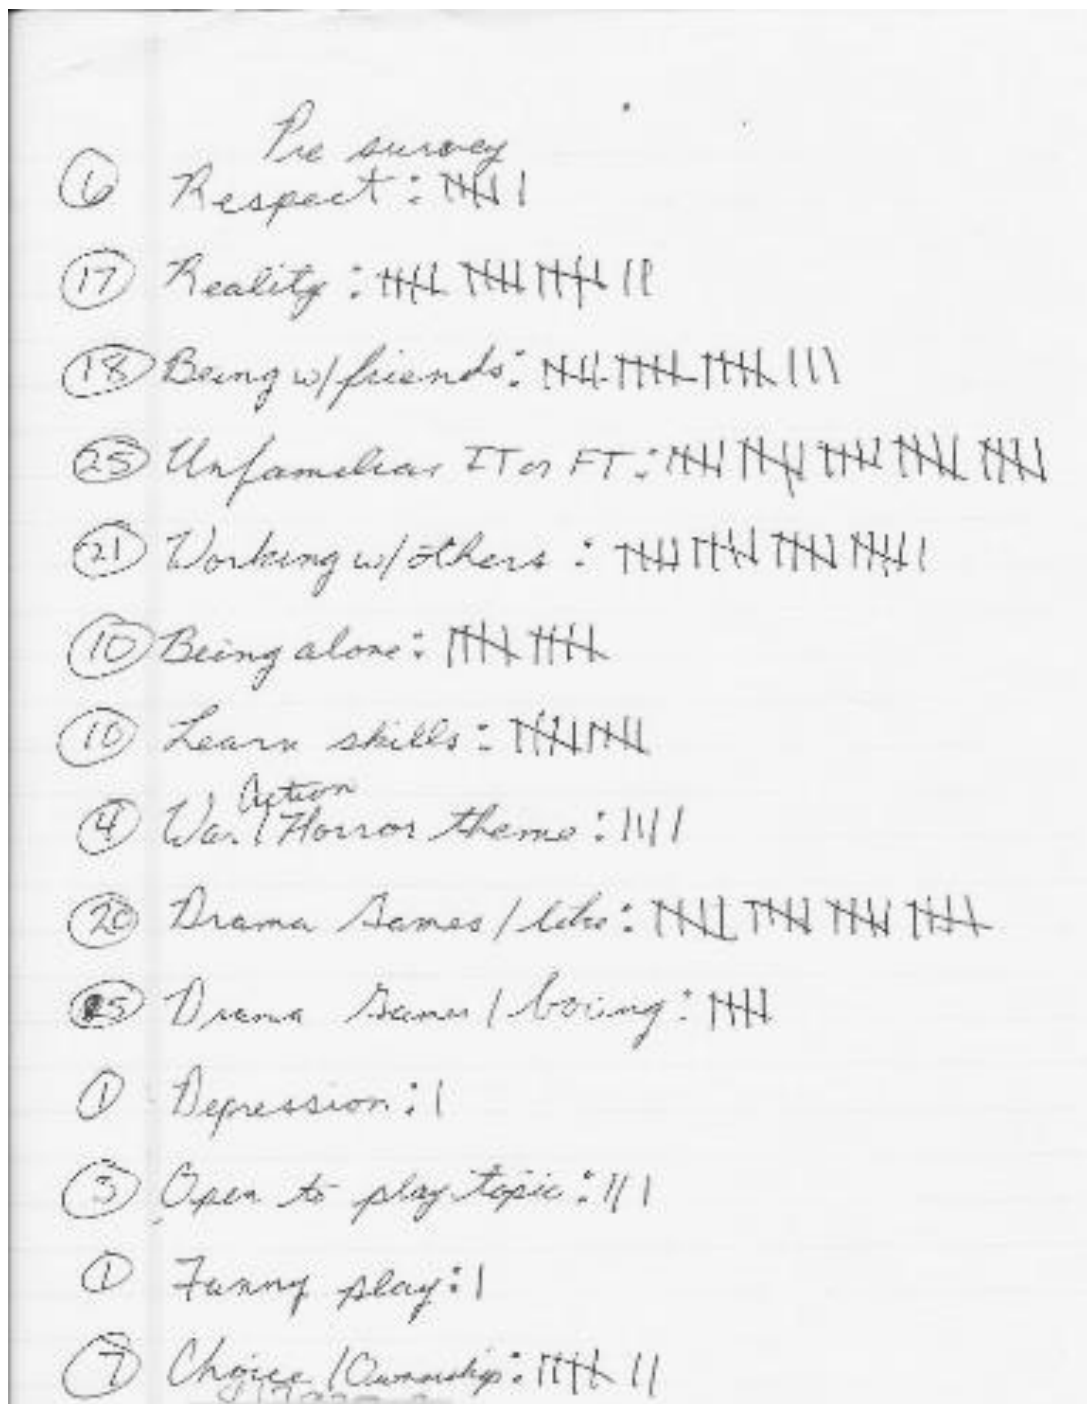 Pre survey
6 Respect: 𝍸 |
17 Reality: 𝍸 𝍸 𝍸 ||
18 Being w/friends: 𝍸 𝍸 𝍸 |||
25 Unfamiliar IT or FT: 𝍸 𝍸 𝍸 𝍸 𝍸
21 Working w/others: 𝍸 𝍸 𝍸 𝍸 |
10 Being alone: 𝍸 𝍸
10 Learn skills: 𝍸 𝍸
Action
4 War/Horror theme: ||||
20 Drama Games/like: 𝍸 𝍸 𝍸 𝍸
5 Drama Games/boring: 𝍸
1 Depression: |
3 Open to play topic: |||
1 Funny play: |
7 Choice/Ownership: 𝍸 ||